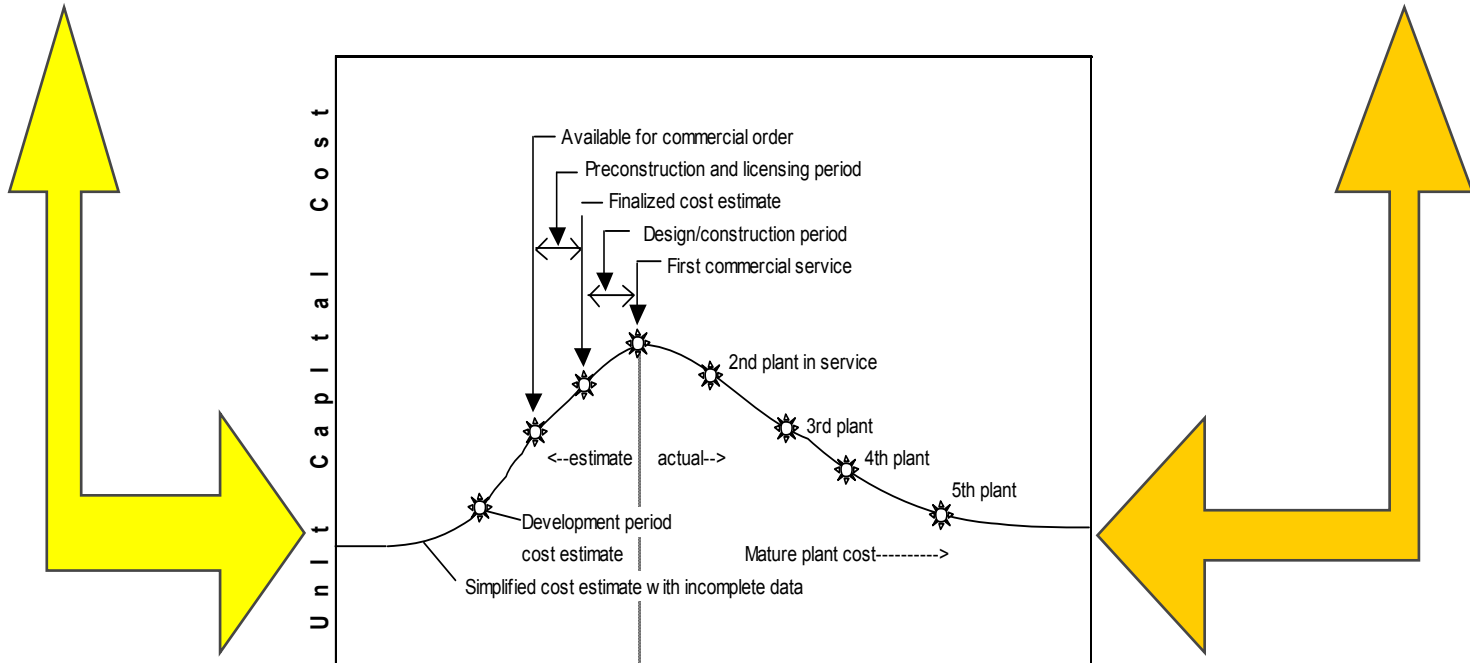 Unit Capital Cost
Available for commercial order
Preconstruction and licensing period
Finalized cost estimate
Design/construction period
First commercial service
2nd plant in service
3rd plant
<--estimate actual-->
4th plant
5th plant
Development period
cost estimate
Mature plant cost---------->
Simplified cost estimate with incomplete data